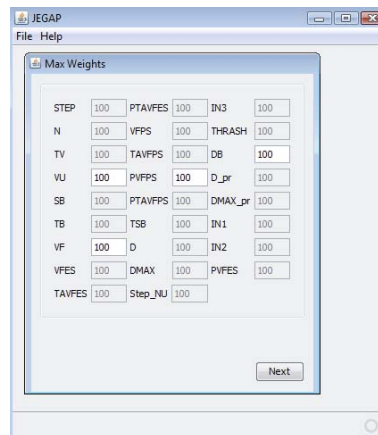 JEGAP
File Help
Max Weights
STEP 100 PTAVFES 100 IN3 100
N 100 VFPS 100 THRASH 100
TV 100 TAVFPS 100 DB 100
VU 100 PVFPS 100 D_pr 100
SB 100 PTAVFPS 100 DMAX_pr 100
TB 100 TSB 100 IN1 100
VF 100 D 100 IN2 100
VFES 100 DMAX 100 PVFES 100
TAVFES 100 Step_NU 100
Next